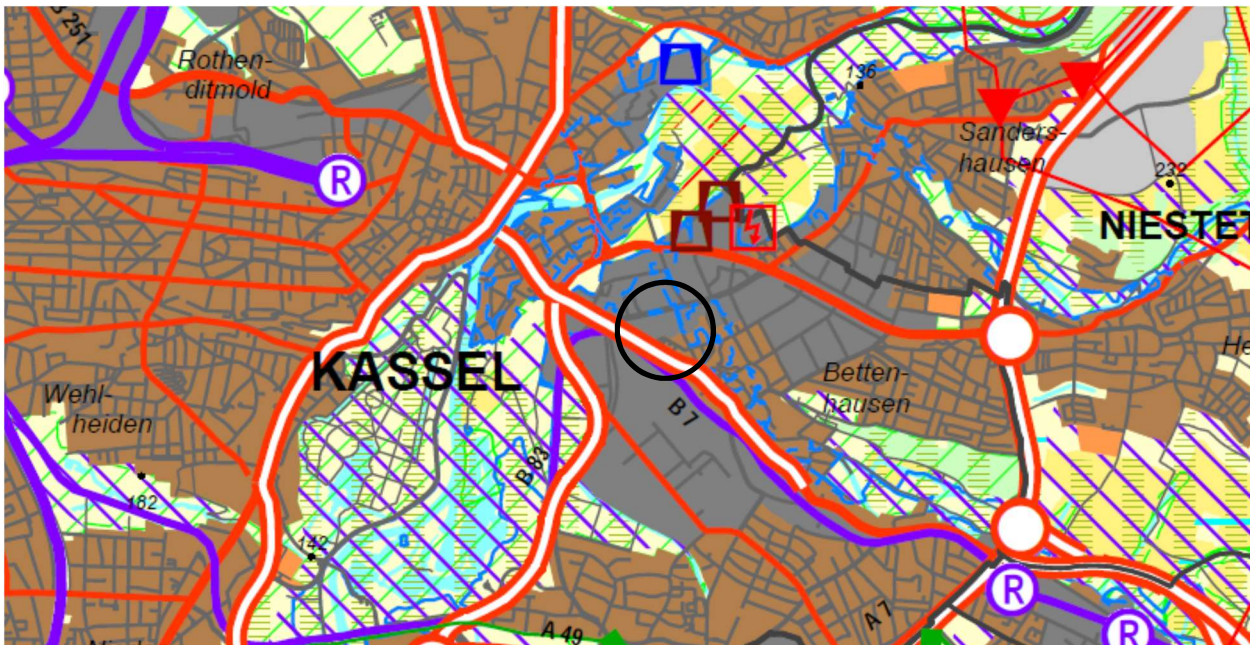 B 251
Rothen-
ditmold
136
Sanders-
hausen
232
NIESTET
R
KASSEL
Wehl-
heiden
182
142
B 83
B 7
Betten-
hausen
He
A 49
A 7
R
R